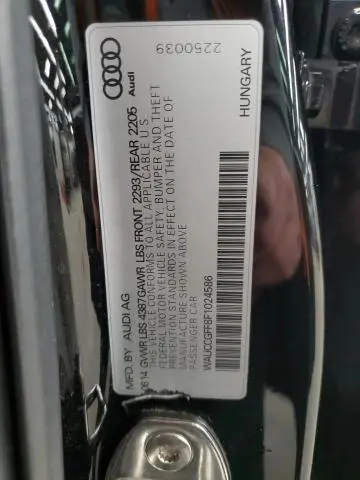 2250039
HUNGARY
Audi
MFD. BY AUDI AG
06 14 GVWR LBS 4387 GAWR LBS FRONT 2293/REAR 2205
THIS VEHICLE CONFORMS TO ALL APPLICABLE U.S
FEDERAL MOTOR VEHICLE SAFETY, BUMPER AND THEFT
PREVENTION STANDARDS IN EFFECT ON THE DATE OF
MANUFACTURE SHOWN ABOVE
PASSENGER CAR
WAUCCGFF8F1024586